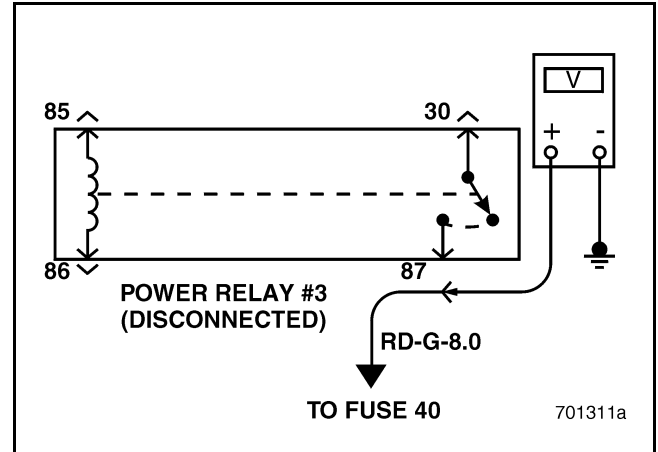 85
30
V
+ -
86
87
POWER RELAY #3
(DISCONNECTED)
RD-G-8.0
TO FUSE 40
701311a